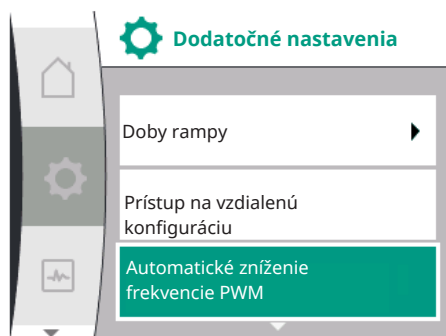 Dodatočné nastavenia
Doby rampy
Prístup na vzdialenú
konfiguráciu
Automatické zníženie
frekvencie PWM